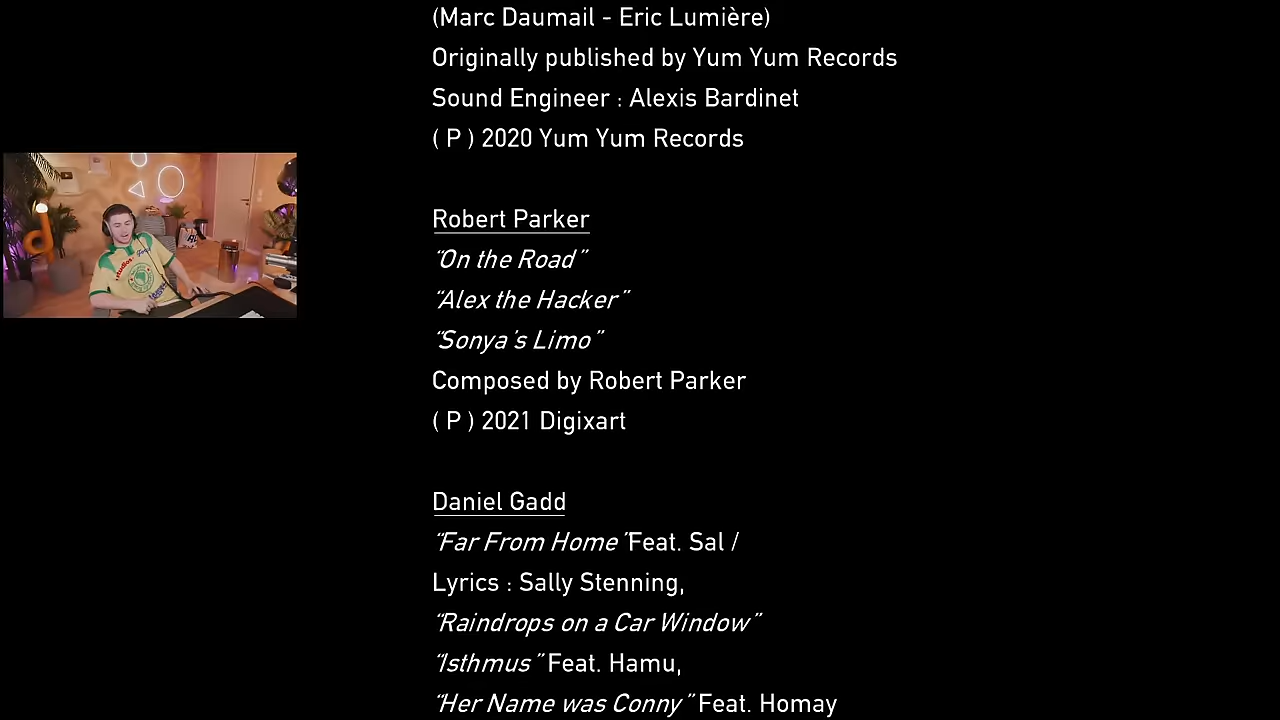 (Marc Daumail - Eric Lumière)
Originally published by Yum Yum Records
Sound Engineer : Alexis Bardinet
( P ) 2020 Yum Yum Records
Robert Parker
“On the Road”
“Alex the Hacker”
“Sonya’s Limo”
Composed by Robert Parker
( P ) 2021 Digixart
Daniel Gadd
“Far From Home” Feat. Sal /
Lyrics : Sally Stenning,
“Raindrops on a Car Window”
“Isthmus” Feat. Hamu,
“Her Name was Conny” Feat. Homay